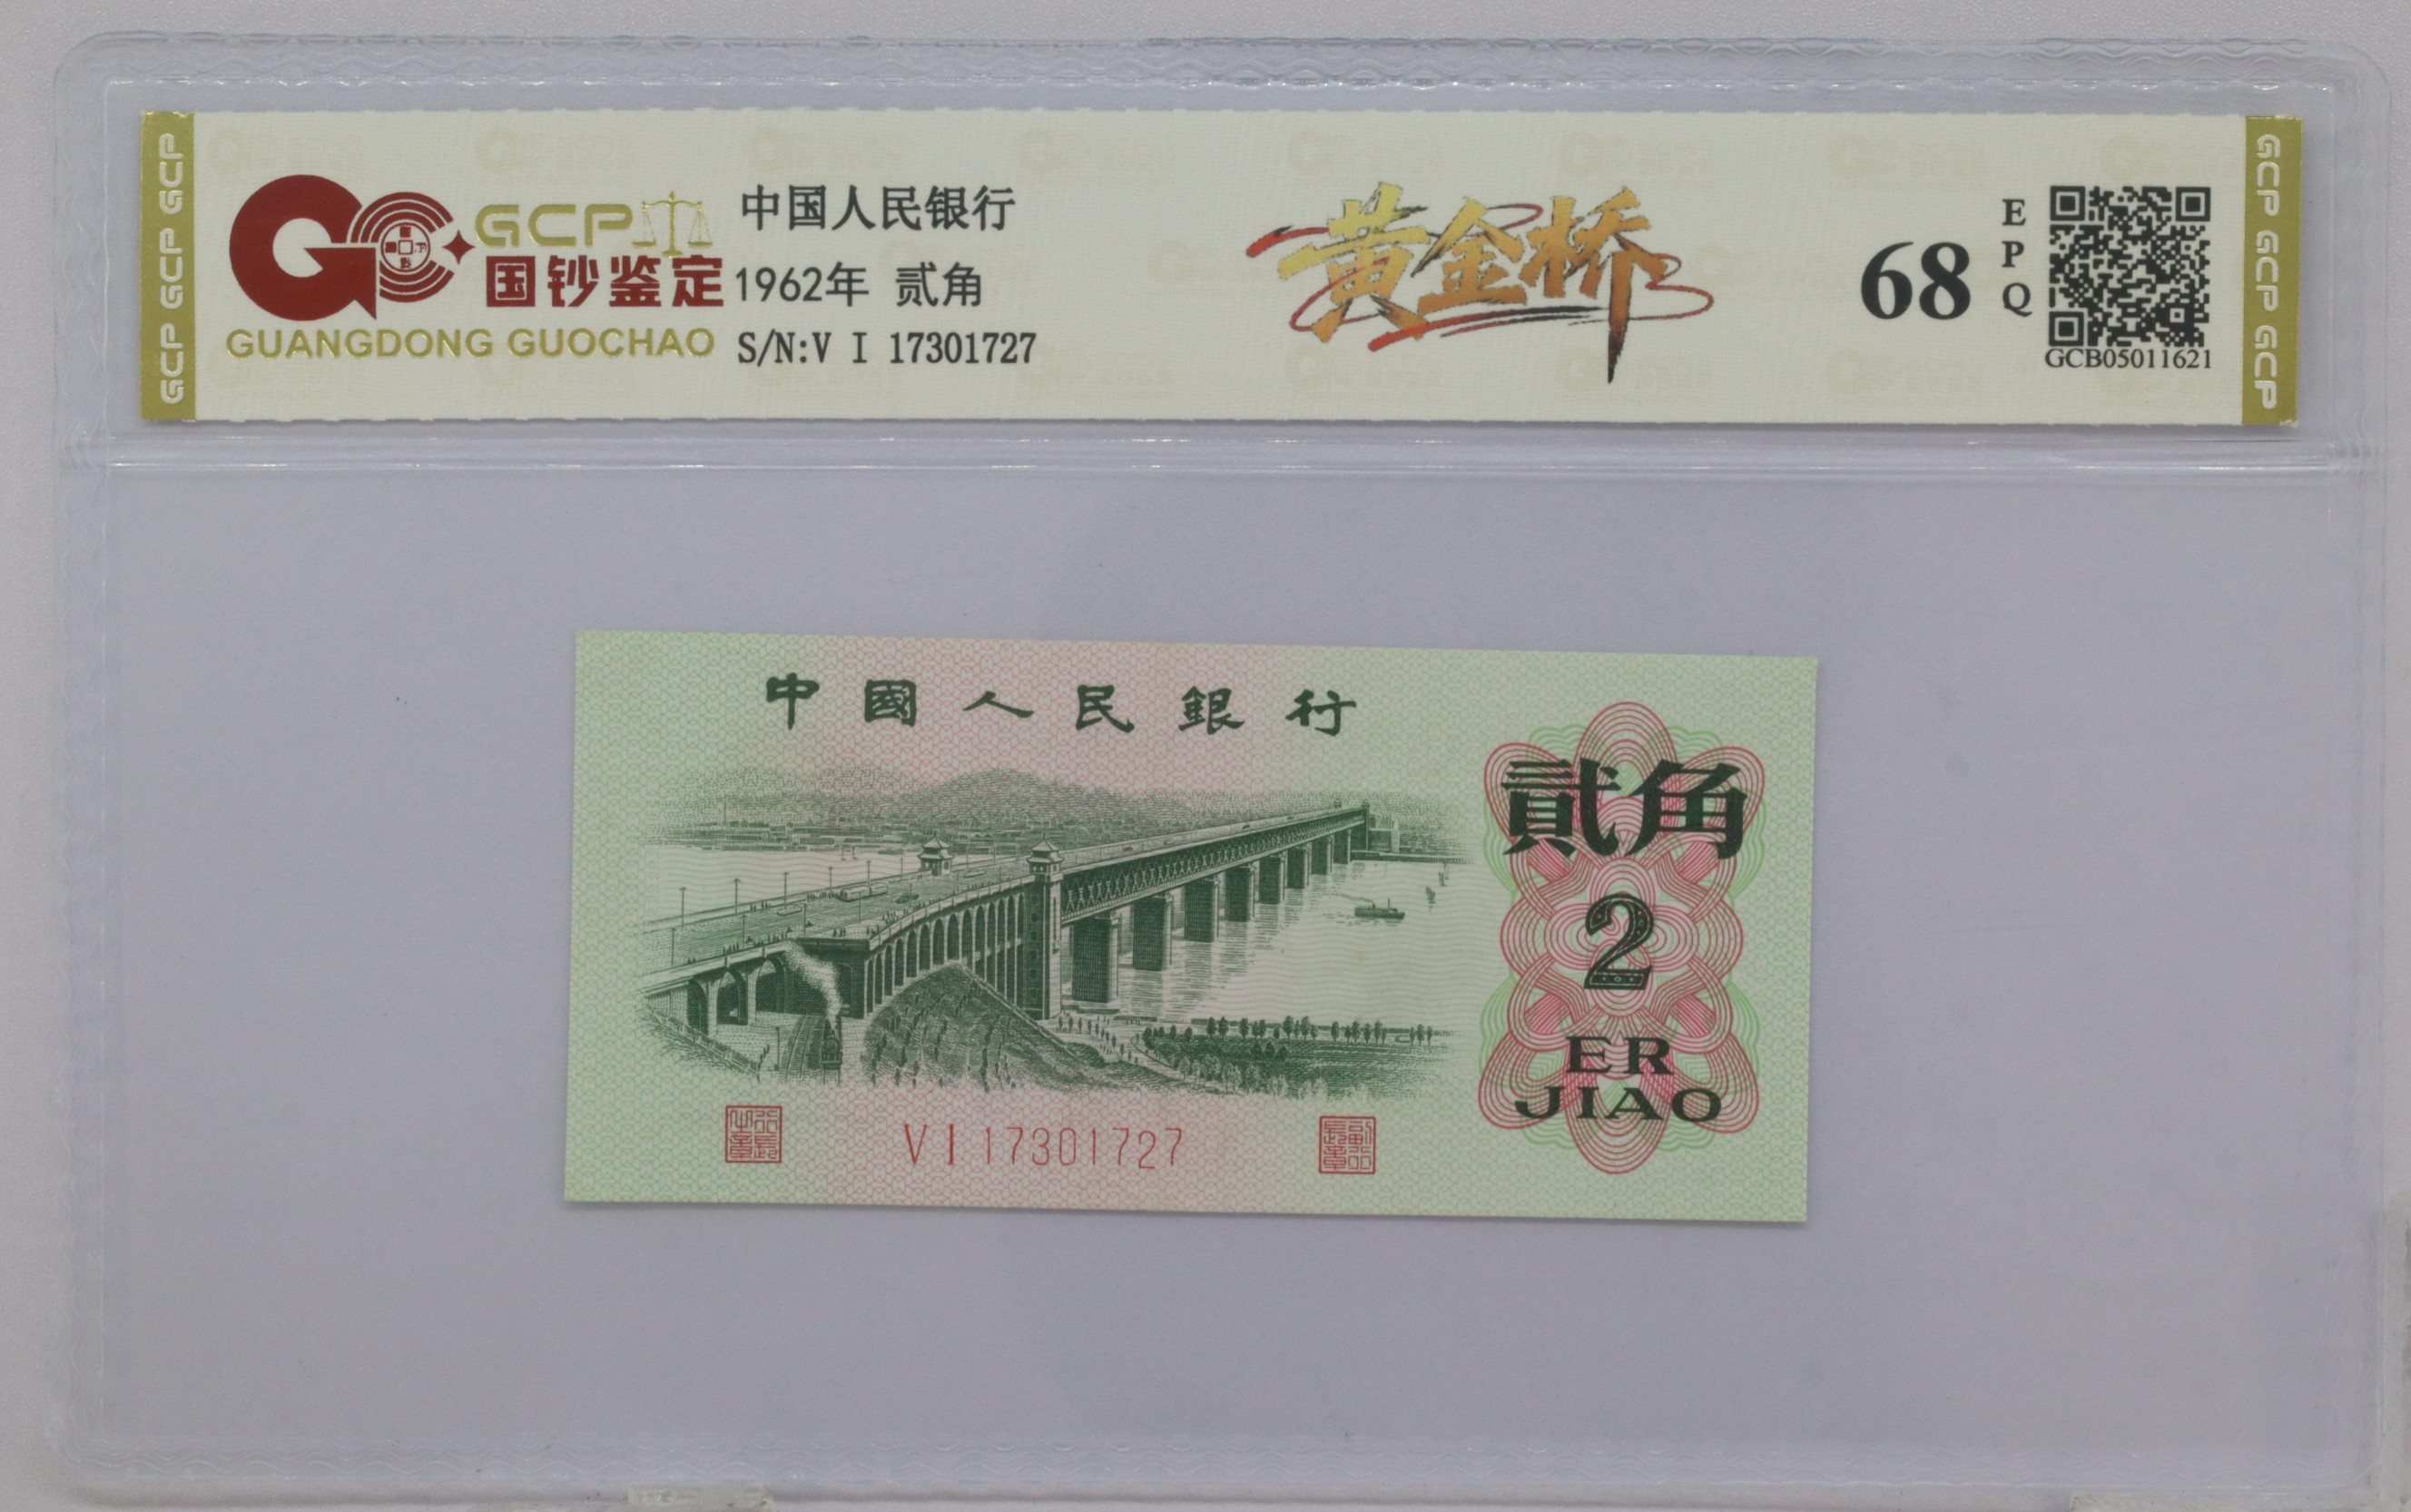 GCP GCP GCP
GCP
国钞鉴定
GUANGDONG GUOCHAO
中国人民银行
1962年 贰角
S/N:V I 17301727
黄金桥
68
EPQ
GCB05011621
GCP GCP GCP
中國人民銀行
貳角
2
ER
JIAO
VI 17301727